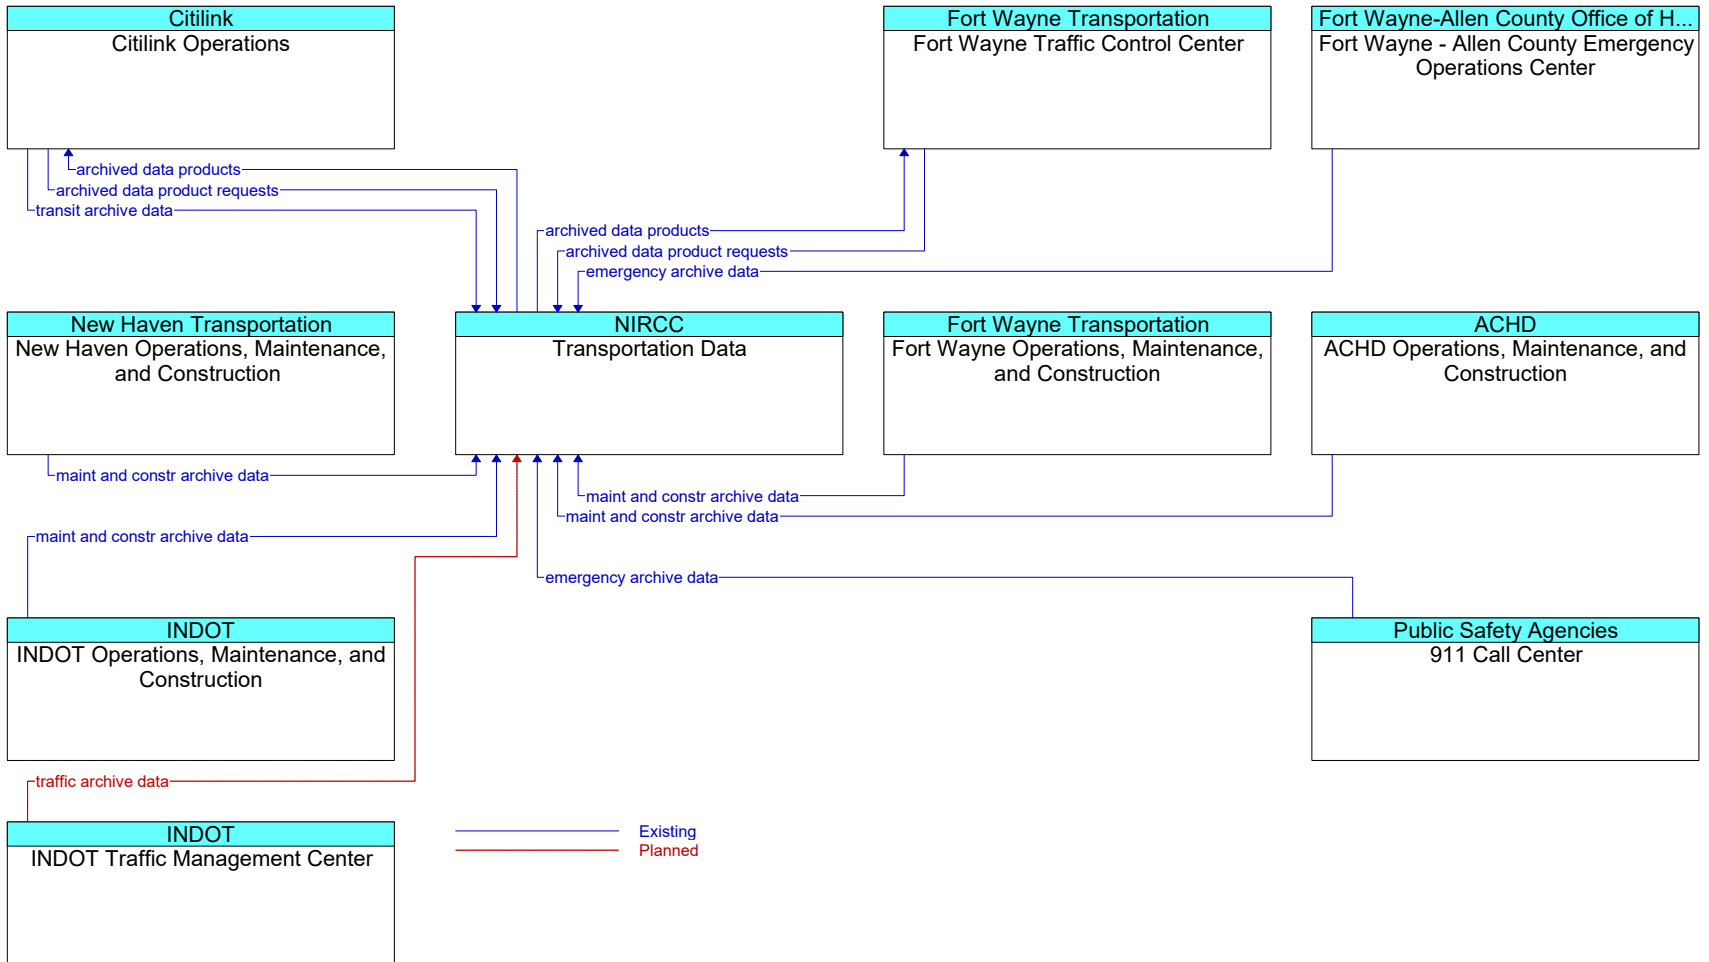 Citilink
Citilink Operations
Fort Wayne Transportation
Fort Wayne Traffic Control Center
Fort Wayne-Allen County Office of H...
Fort Wayne - Allen County Emergency
Operations Center
archived data products
archived data product requests
transit archive data
archived data products
archived data product requests
emergency archive data
New Haven Transportation
New Haven Operations, Maintenance,
and Construction
NIRCC
Transportation Data
Fort Wayne Transportation
Fort Wayne Operations, Maintenance,
and Construction
ACHD
ACHD Operations, Maintenance, and
Construction
maint and constr archive data
maint and constr archive data
maint and constr archive data
maint and constr archive data
emergency archive data
INDOT
INDOT Operations, Maintenance, and
Construction
Public Safety Agencies
911 Call Center
traffic archive data
INDOT
INDOT Traffic Management Center
Existing
Planned